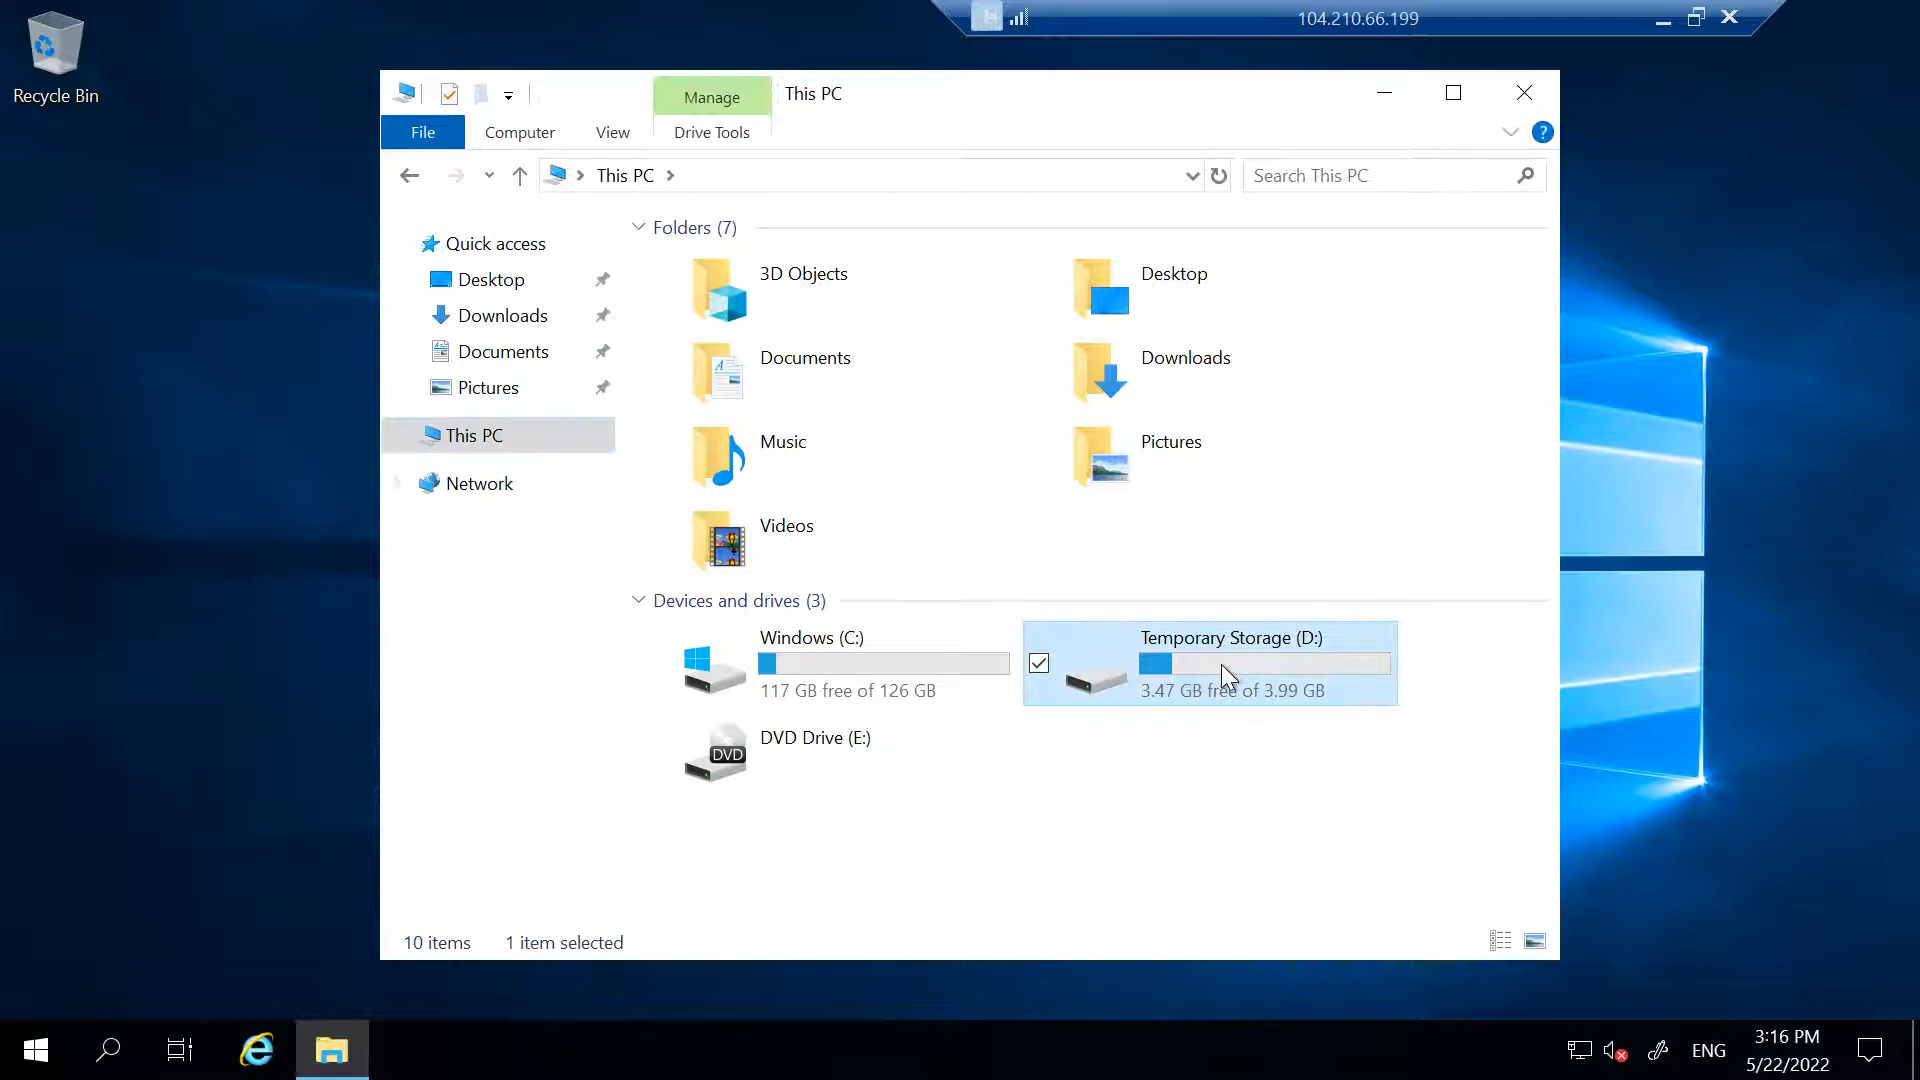 Recycle Bin
104.210.66.199
Manage
This PC
File
Computer
View
Drive Tools
?
This PC
Search This PC
Quick access
Desktop
Downloads
Documents
Pictures
This PC
Network
Folders (7)
3D Objects
Desktop
Documents
Downloads
Music
Pictures
Videos
Devices and drives (3)
Windows (C:)
117 GB free of 126 GB
Temporary Storage (D:)
3.47 GB free of 3.99 GB
DVD
DVD Drive (E:)
10 items
1 item selected
ENG
3:16 PM
5/22/2022